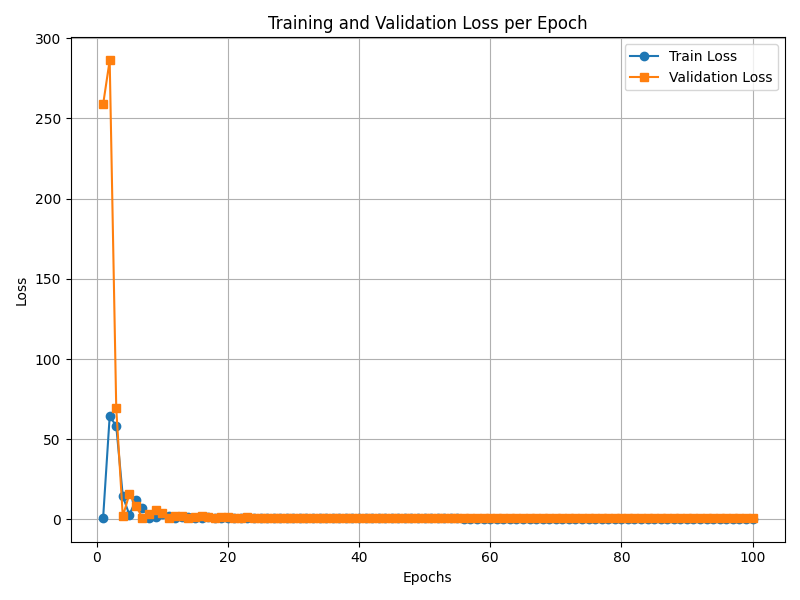 Training and Validation Loss per Epoch
Train Loss
Validation Loss
300
250
200
150
100
50
0
Loss
0 20 40 60 80 100
Epochs